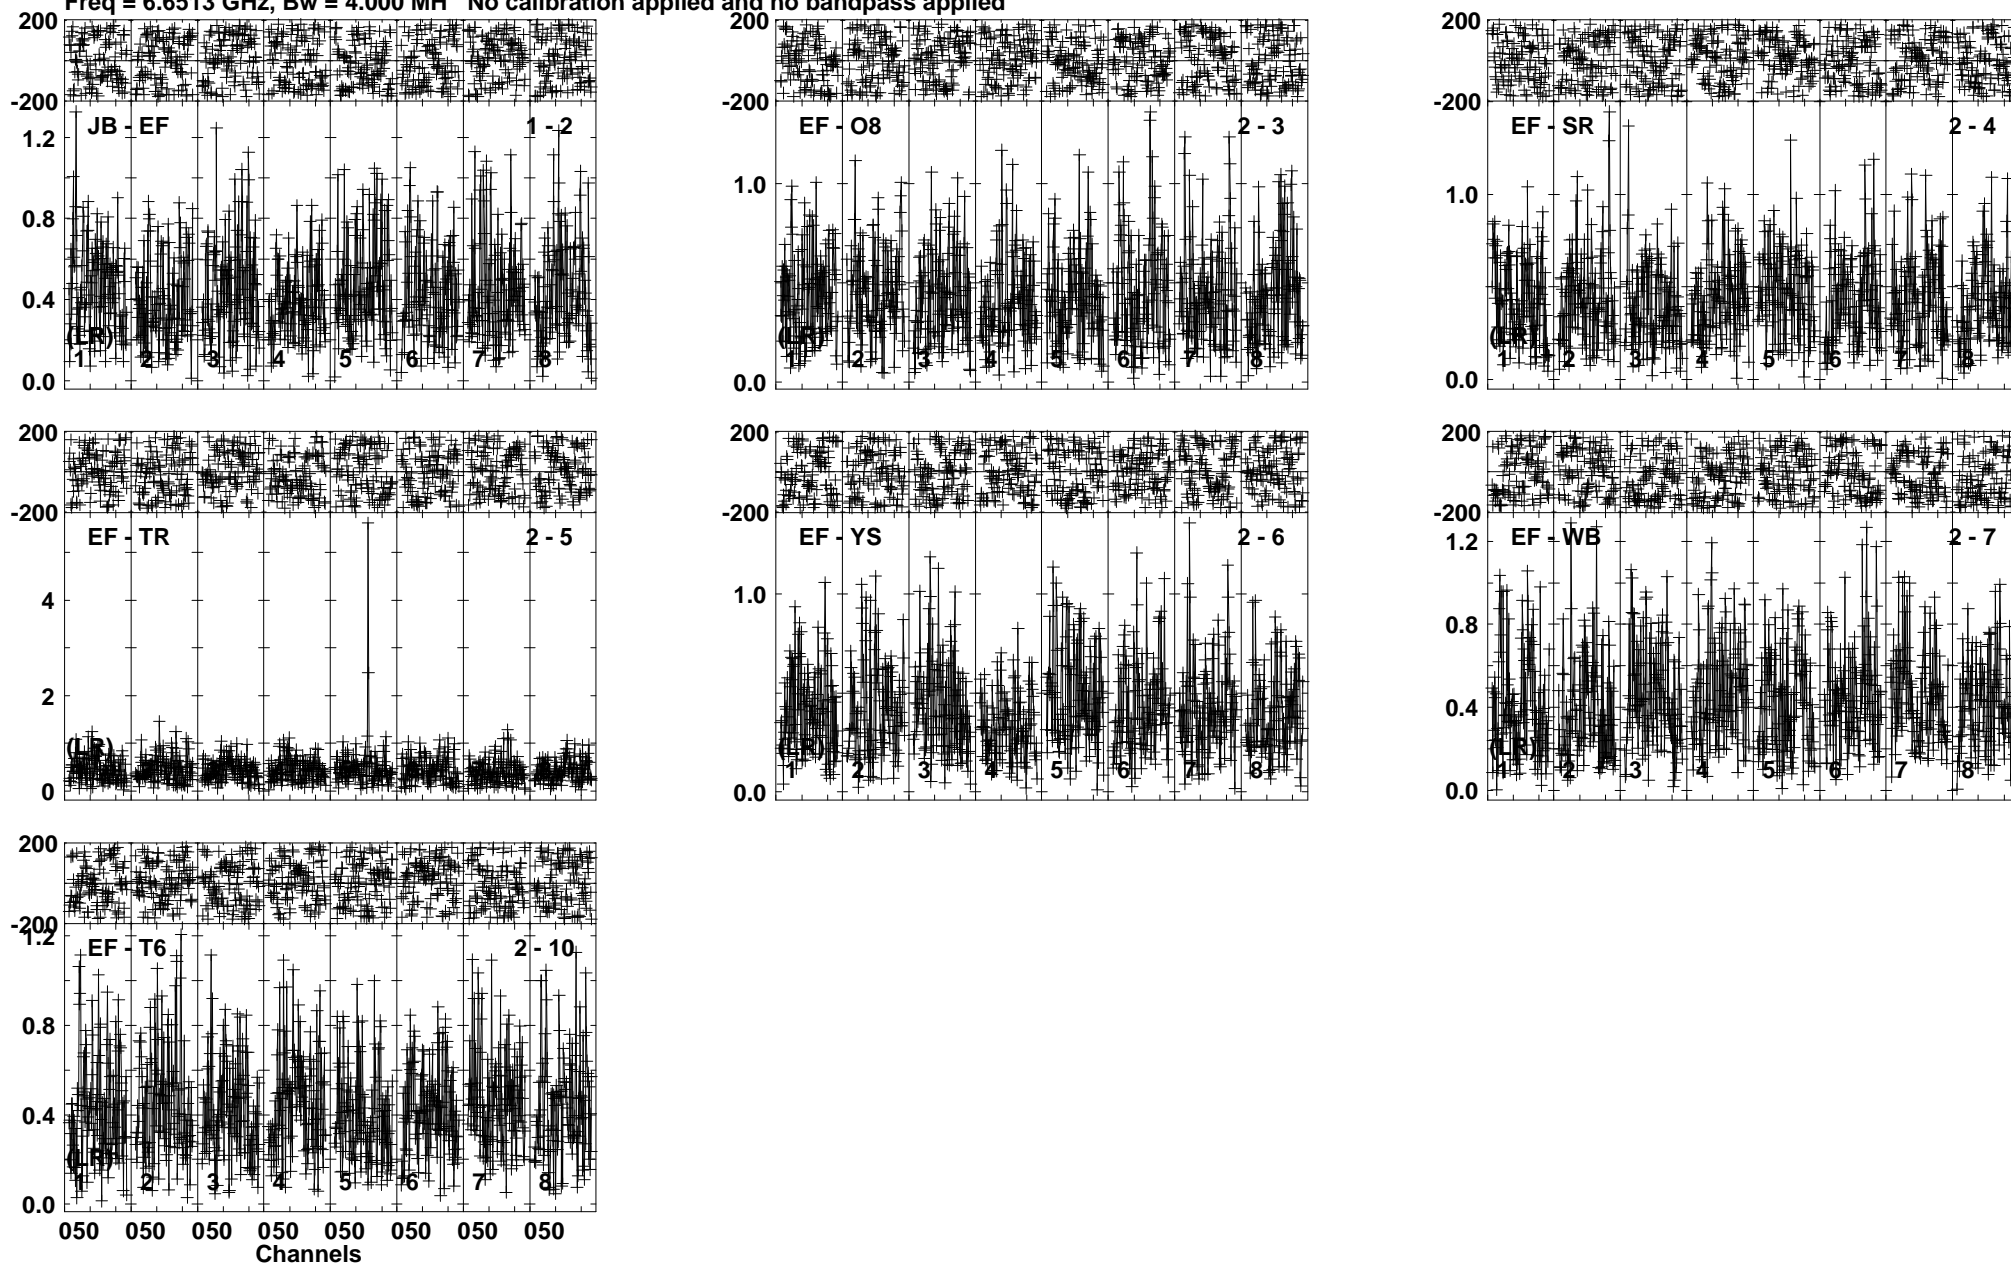 Freq = 6.6513 GHz, Bw = 4.000 MH No calibration applied and no bandpass applied
200 200 200
-200 -200 -200
JB - EF 1 - 2 EF - O8 2 - 3 EF - SR 2 - 4
1.2
1.0 1.0
0.8
0.4
(LR) (LR) (LR)
1 2 3 4 5 6 7 8 1 2 3 4 5 6 7 8 1 2 3 4 5 6 7 8
0.0 0.0 0.0
200 200 200
-200 -200 -200
EF - TR 2 - 5 EF - YS 2 - 6 EF - WB 2 - 7
1.2
4 1.0
0.8
2
0.4
(LR) (LR) (LR)
1 2 3 4 5 6 7 8 1 2 3 4 5 6 7 8
0 0.0 0.0
200
-200
1.2
EF - T6 2 - 10
0.8
0.4
(LR)
1 2 3 4 5 6 7 8
0.0
050 050 050 050 050 050 050 050
Channels